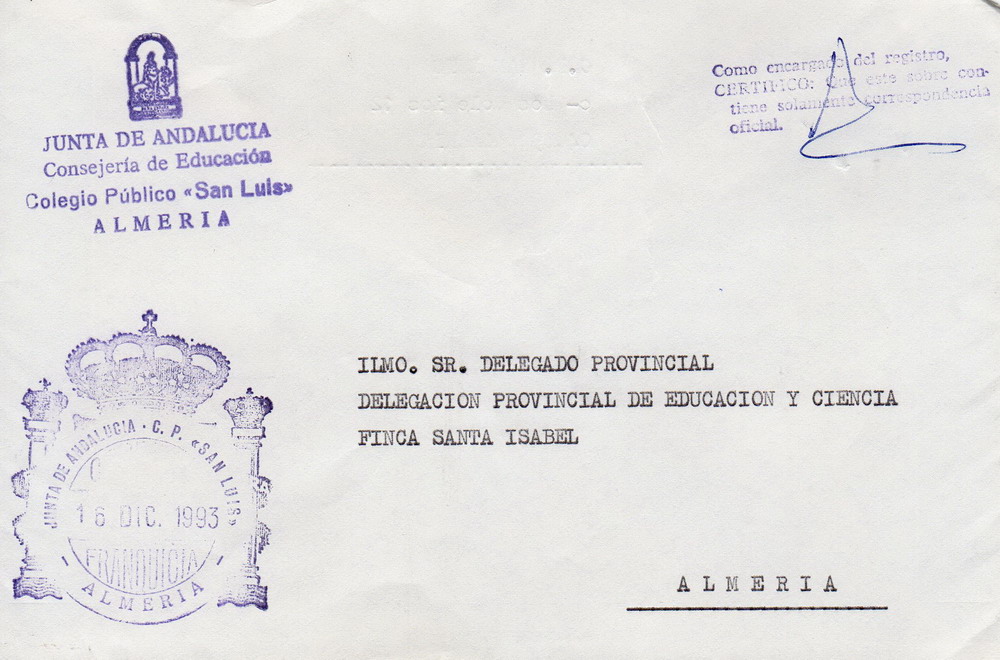 JUNTA DE ANDALUCIA
Consejería de Educación
Colegio Público «San Luis»
ALMERIA
Como encargado del registro,
CERTIFICO: Que este sobre con-
tiene solamente correspondencia
oficial.
ILMO. SR. DELEGADO PROVINCIAL
DELEGACION PROVINCIAL DE EDUCACION Y CIENCIA
FINCA SANTA ISABEL
ALMERIA
JUNTA DE ANDALUCIA · C. P. «SAN LUIS»
16 DIC. 1993
FRANQUICIA
- ALMERIA -